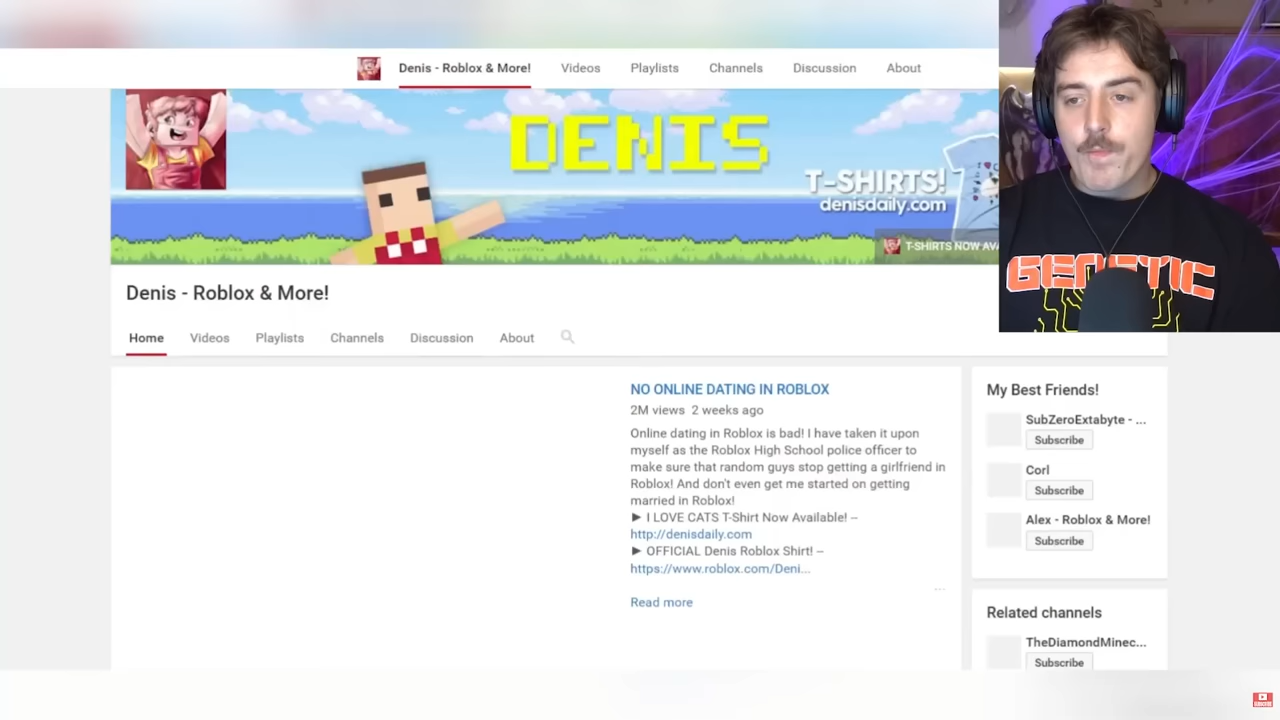 Denis - Roblox & More!
Videos
Playlists
Channels
Discussion
About
DENIS
T-SHIRTS!
denisdaily.com
T-SHIRTS NOW AVA
GENETIC
Denis - Roblox & More!
Home
Videos
Playlists
Channels
Discussion
About
NO ONLINE DATING IN ROBLOX
2M views 2 weeks ago
Online dating in Roblox is bad! I have taken it upon
myself as the Roblox High School police officer to
make sure that random guys stop getting a girlfriend in
Roblox! And don't even get me started on getting
married in Roblox!
► I LOVE CATS T-Shirt Now Available! --
http://denisdaily.com
► OFFICIAL Denis Roblox Shirt! --
https://www.roblox.com/Deni...
...
Read more
My Best Friends!
SubZeroExtabyte - ...
Subscribe
Corl
Subscribe
Alex - Roblox & More!
Subscribe
Related channels
TheDiamondMinec...
Subscribe